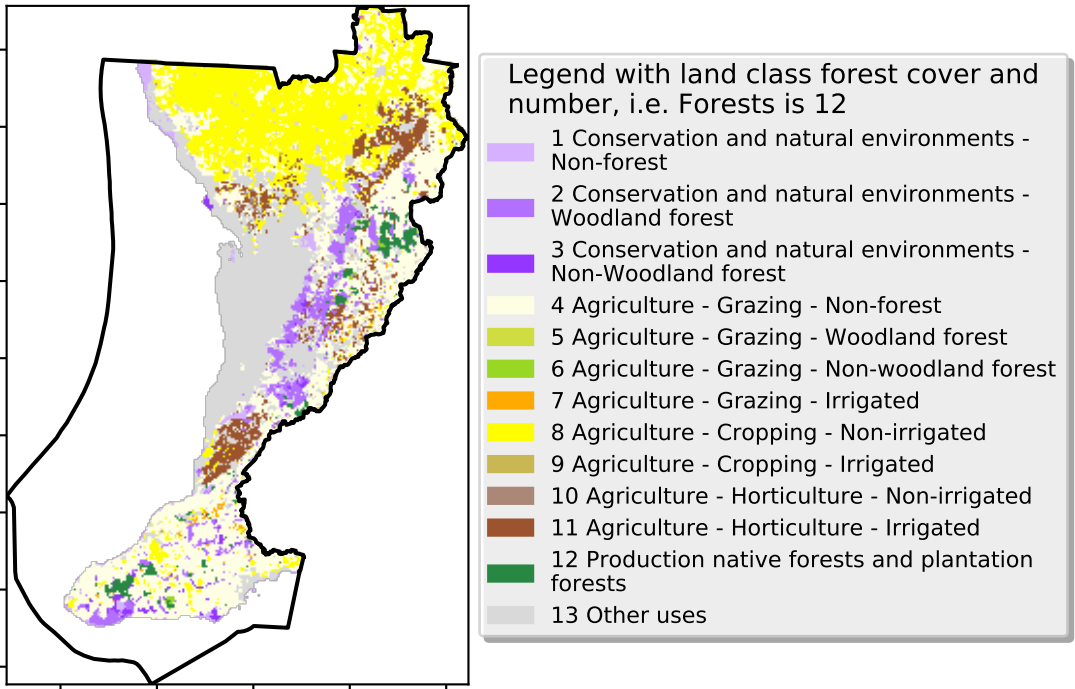 Legend with land class forest cover and
number, i.e. Forests is 12
1 Conservation and natural environments -
Non-forest
2 Conservation and natural environments -
Woodland forest
3 Conservation and natural environments -
Non-Woodland forest
4 Agriculture - Grazing - Non-forest
5 Agriculture - Grazing - Woodland forest
6 Agriculture - Grazing - Non-woodland forest
7 Agriculture - Grazing - Irrigated
8 Agriculture - Cropping - Non-irrigated
9 Agriculture - Cropping - Irrigated
10 Agriculture - Horticulture - Non-irrigated
11 Agriculture - Horticulture - Irrigated
12 Production native forests and plantation
forests
13 Other uses